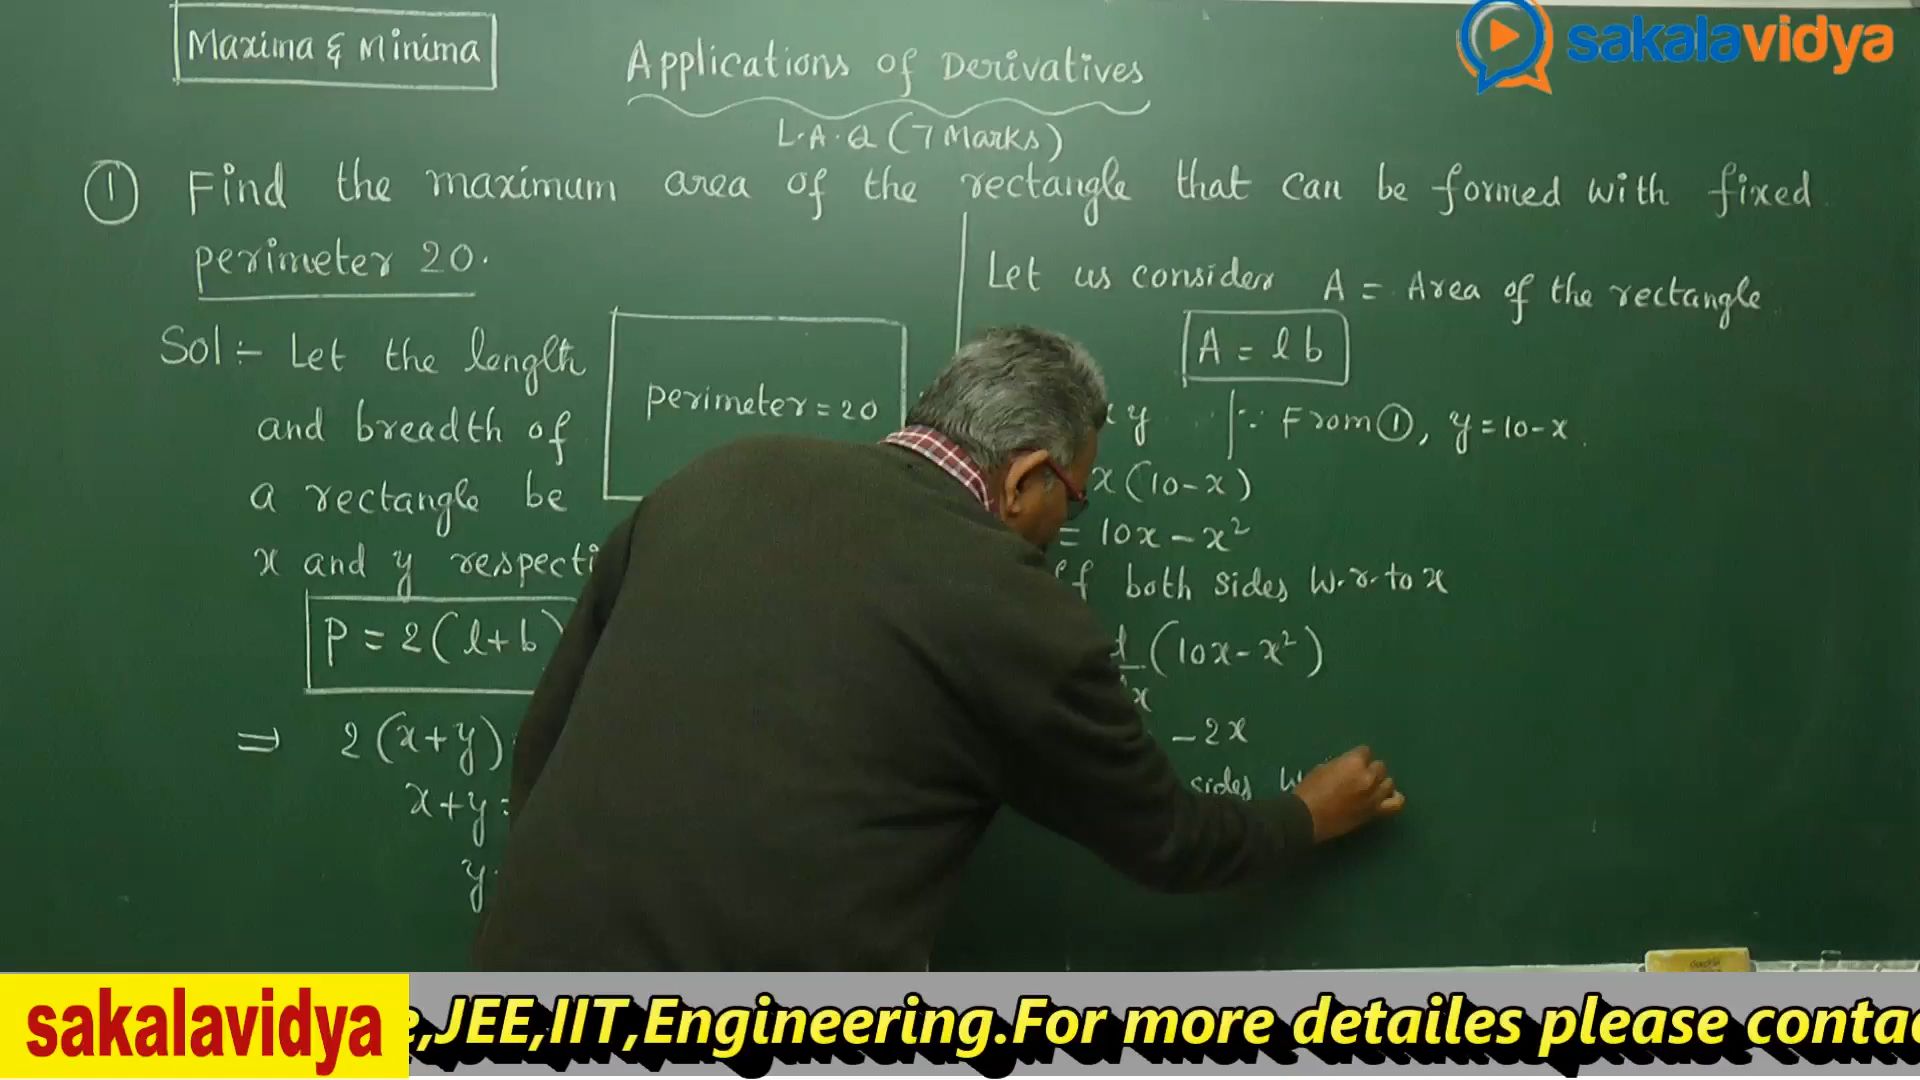 Maxima & Minima
Applications of Derivatives
sakalavidya
L.A.Q (7 Marks)
① Find the maximum area of the rectangle that can be formed with fixed
perimeter 20.
Sol:- Let the length
and breadth of
a rectangle be
x and y respecti
P = 2(l+b)
⇒ 2(x+y)
x+y
y
perimeter = 20
Let us consider A = Area of the rectangle
A = lb
y ∵ From ①, y = 10-x
x(10-x)
= 10x - x²
both sides w.r.to x
(10x - x²)
x
- 2x
sides
sakalavidya
,JEE,IIT,Engineering.For more detailes please